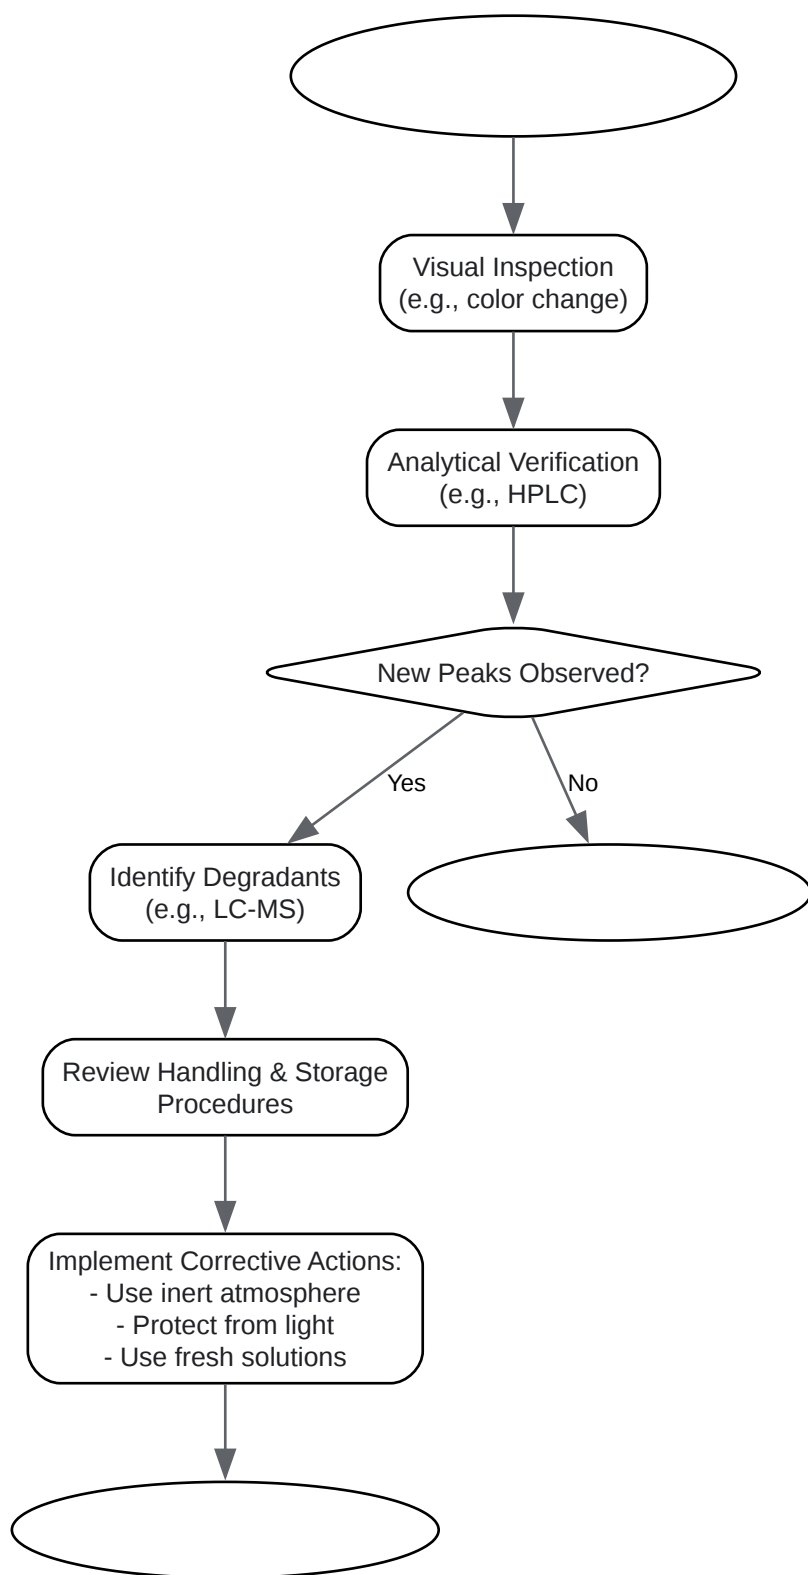 Visual Inspection
(e.g., color change)
Analytical Verification
(e.g., HPLC)
New Peaks Observed?
Yes
No
Identify Degradants
(e.g., LC-MS)
Review Handling & Storage
Procedures
Implement Corrective Actions:
- Use inert atmosphere
- Protect from light
- Use fresh solutions